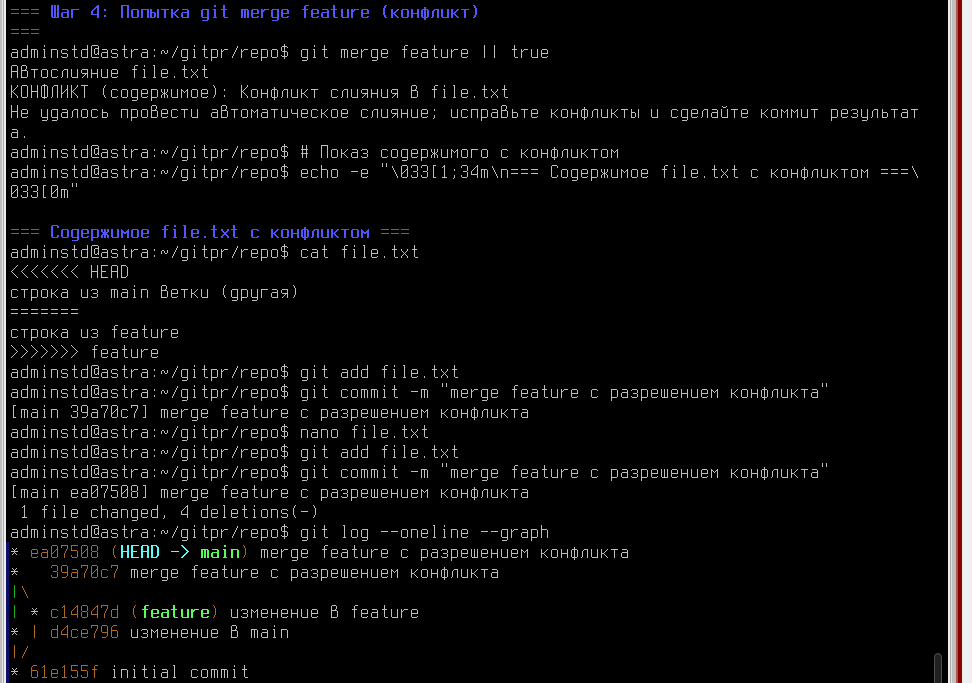 === Шаг 4: Попытка git merge feature (конфликт)
===
adminstd@astra:~/gitpr/repo$ git merge feature || true
Автослияние file.txt
КОНФЛИКТ (содержимое): Конфликт слияния в file.txt
Не удалось провести автоматическое слияние; исправьте конфликты и сделайте коммит результат
а.
adminstd@astra:~/gitpr/repo$ # Показ содержимого с конфликтом
adminstd@astra:~/gitpr/repo$ echo -e "\033[1;34m\n=== Содержимое file.txt с конфликтом ===\
033[0m"
=== Содержимое file.txt с конфликтом ===
adminstd@astra:~/gitpr/repo$ cat file.txt
<<<<<<< HEAD
строка из main ветки (другая)
=======
строка из feature
>>>>>>> feature
adminstd@astra:~/gitpr/repo$ git add file.txt
adminstd@astra:~/gitpr/repo$ git commit -m "merge feature с разрешением конфликта"
[main 39a70c7] merge feature с разрешением конфликта
adminstd@astra:~/gitpr/repo$ nano file.txt
adminstd@astra:~/gitpr/repo$ git add file.txt
adminstd@astra:~/gitpr/repo$ git commit -m "merge feature с разрешением конфликта"
[main ea07508] merge feature с разрешением конфликта
 1 file changed, 4 deletions(-)
adminstd@astra:~/gitpr/repo$ git log --oneline --graph
* ea07508 (HEAD -> main) merge feature с разрешением конфликта
*   39a70c7 merge feature с разрешением конфликта
|\
| * c14847d (feature) изменение в feature
* | d4ce796 изменение в main
|/
* 61e155f initial commit